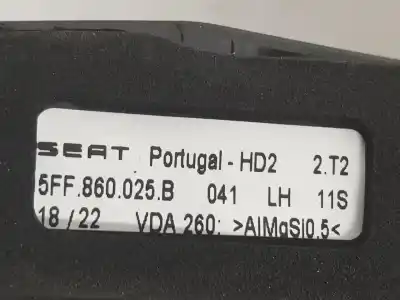 SEAT Portugal - HD2 2.T2
5FF.860.025.B 041 LH 11S
18 / 22 VDA 260: >AlMgSi0.5<